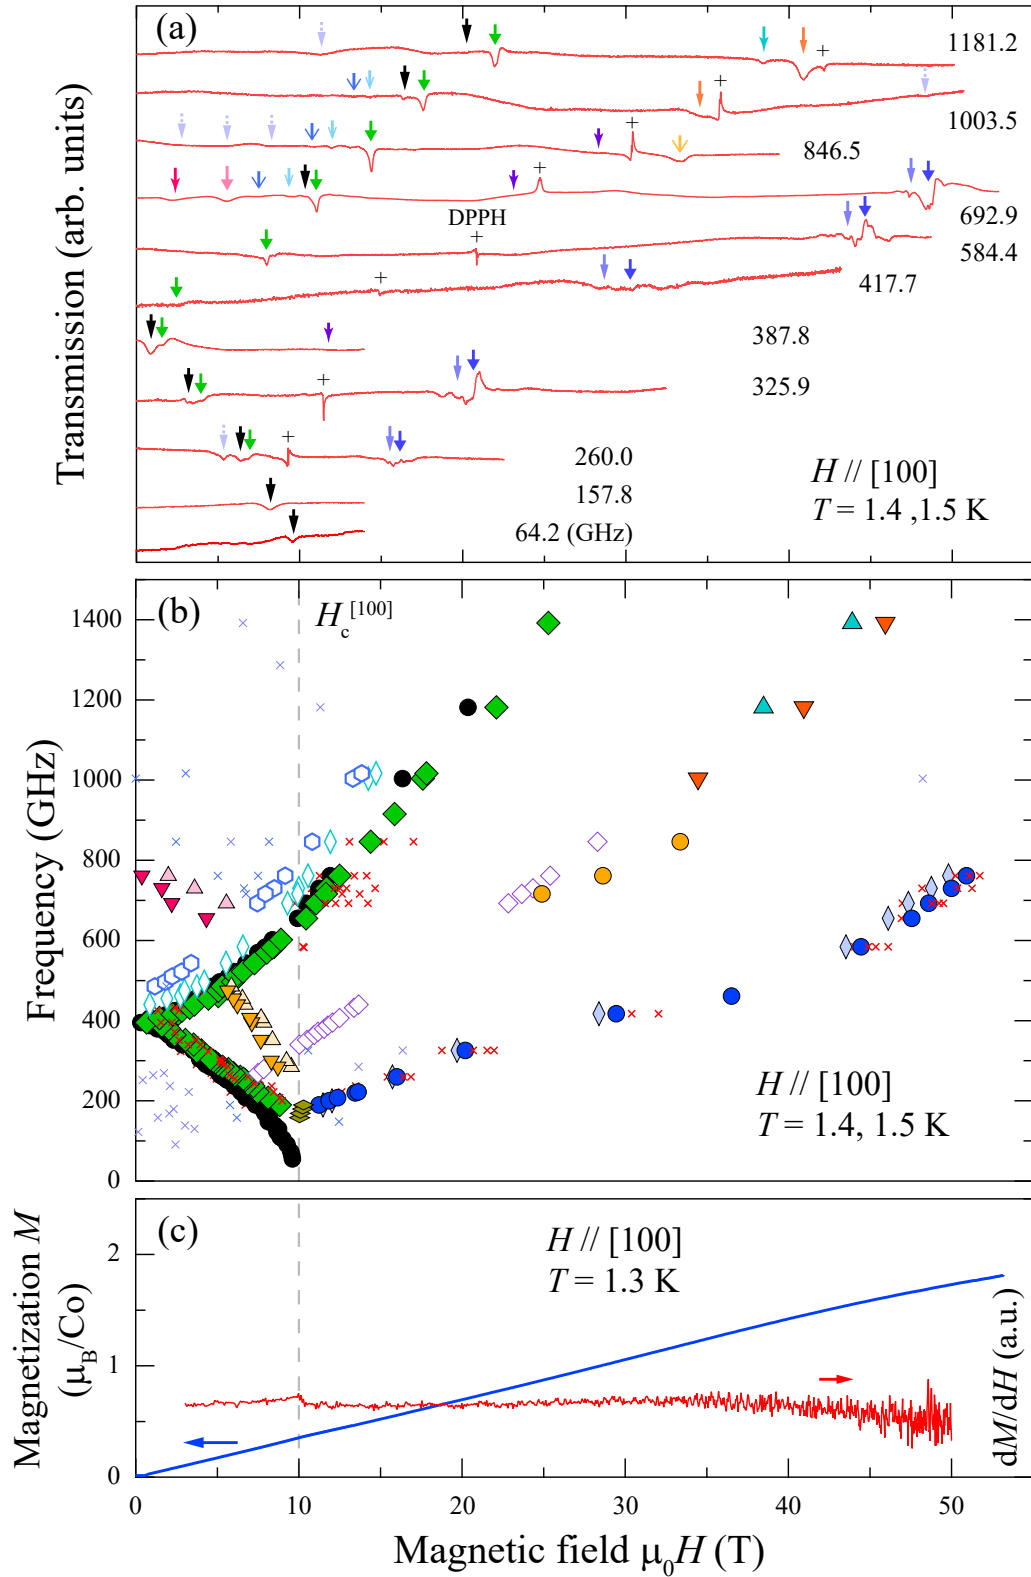 (a)
1181.2
1003.5
846.5
692.9
DPPH
584.4
417.7
387.8
325.9
260.0
157.8
64.2 (GHz)
H // [100]
T = 1.4 ,1.5 K
Transmission (arb. units)
+
+
+
+
+
+
+
+
(b)
H_c^[100]
1400
1200
1000
800
600
400
200
0
Frequency (GHz)
H // [100]
T = 1.4, 1.5 K
(c)
H // [100]
T = 1.3 K
2
1
0
Magnetization M
(μ_B/Co)
dM/dH (a.u.)
0 10 20 30 40 50
Magnetic field μ_0H (T)